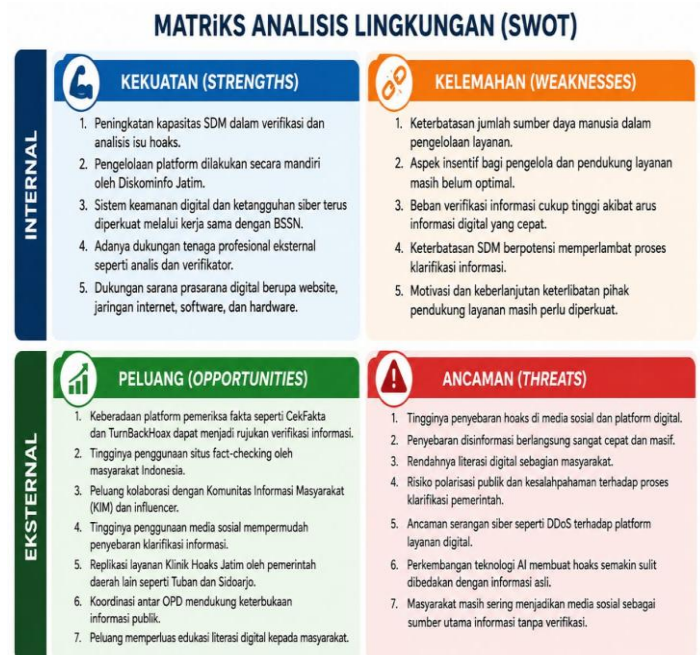 MATRiKS ANALISIS LINGKUNGAN (SWOT)
INTERNAL
KEKUATAN (STRENGTHS)
1. Peningkatan kapasitas SDM dalam verifikasi dan
analisis isu hoaks.
2. Pengelolaan platform dilakukan secara mandiri
oleh Diskominfo Jatim.
3. Sistem keamanan digital dan ketangguhan siber terus
diperkuat melalui kerja sama dengan BSSN.
4. Adanya dukungan tenaga profesional eksternal
seperti analis dan verifikator.
5. Dukungan sarana prasarana digital berupa website,
jaringan internet, software, dan hardware.
KELEMAHAN (WEAKNESSES)
1. Keterbatasan jumlah sumber daya manusia dalam
pengelolaan layanan.
2. Aspek insentif bagi pengelola dan pendukung layanan
masih belum optimal.
3. Beban verifikasi informasi cukup tinggi akibat arus
informasi digital yang cepat.
4. Keterbatasan SDM berpotensi memperlambat proses
klarifikasi informasi.
5. Motivasi dan keberlanjutan keterlibatan pihak
pendukung layanan masih perlu diperkuat.
EKSTERNAL
PELUANG (OPPORTUNITIES)
1. Keberadaan platform pemeriksa fakta seperti CekFakta
dan TurnBackHoax dapat menjadi rujukan verifikasi informasi.
2. Tingginya penggunaan situs fact-checking oleh
masyarakat Indonesia.
3. Peluang kolaborasi dengan Komunitas Informasi Masyarakat
(KIM) dan influencer.
4. Tingginya penggunaan media sosial mempermudah
penyebaran klarifikasi informasi.
5. Replikasi layanan Klinik Hoaks Jatim oleh pemerintah
daerah lain seperti Tuban dan Sidoarjo.
6. Koordinasi antar OPD mendukung keterbukaan
informasi publik.
7. Peluang memperluas edukasi literasi digital kepada masyarakat.
ANCAMAN (THREATS)
1. Tingginya penyebaran hoaks di media sosial dan platform digital.
2. Penyebaran disinformasi berlangsung sangat cepat dan masif.
3. Rendahnya literasi digital sebagian masyarakat.
4. Risiko polarisasi publik dan kesalahpahaman terhadap proses
klarifikasi pemerintah.
5. Ancaman serangan siber seperti DDoS terhadap platform
layanan digital.
6. Perkembangan teknologi AI membuat hoaks semakin sulit
dibedakan dengan informasi asli.
7. Masyarakat masih sering menjadikan media sosial sebagai
sumber utama informasi tanpa verifikasi.